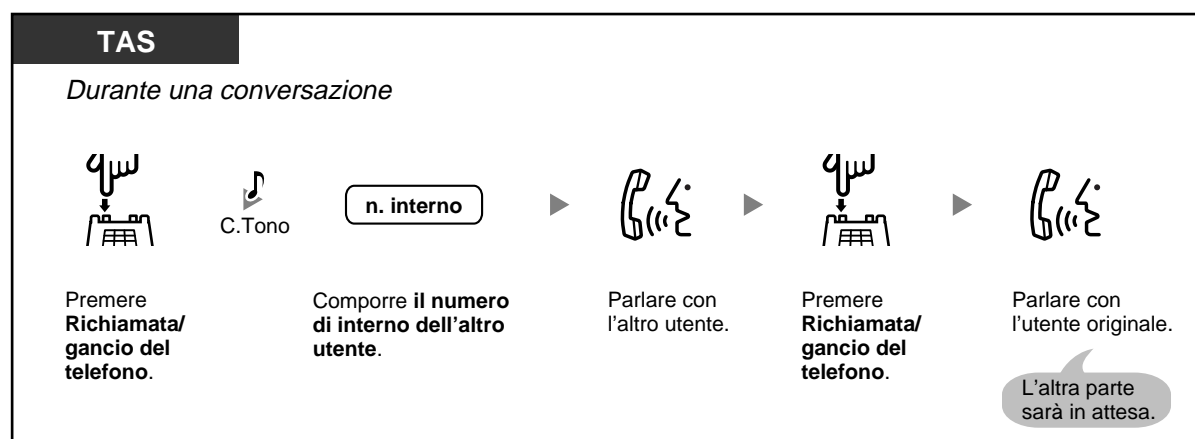 TAS
Durante una conversazione
C.Tono
n. interno
Premere
Richiamata/
gancio del
telefono.
Comporre il numero
di interno dell'altro
utente.
Parlare con
l'altro utente.
Premere
Richiamata/
gancio del
telefono.
Parlare con
l'utente originale.
L'altra parte
sarà in attesa.